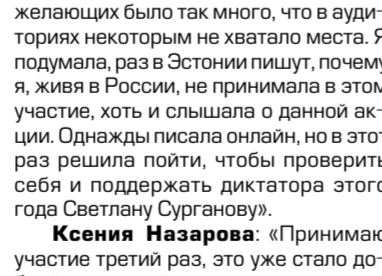 желающих было так много, что в ауди-
ториях некоторым не хватало места. Я
подумала, раз в Эстонии пишут, почему
я, живя в России, не принимала в этом
участие, хоть и слышала о данной ак-
ции. Однажды писала онлайн, но в этот
раз решила пойти, чтобы проверить
себя и поддержать диктатора этого
года Светлану Сурганову».
Ксения Назарова: «Принимаю
участие третий раз, это уже стало до-